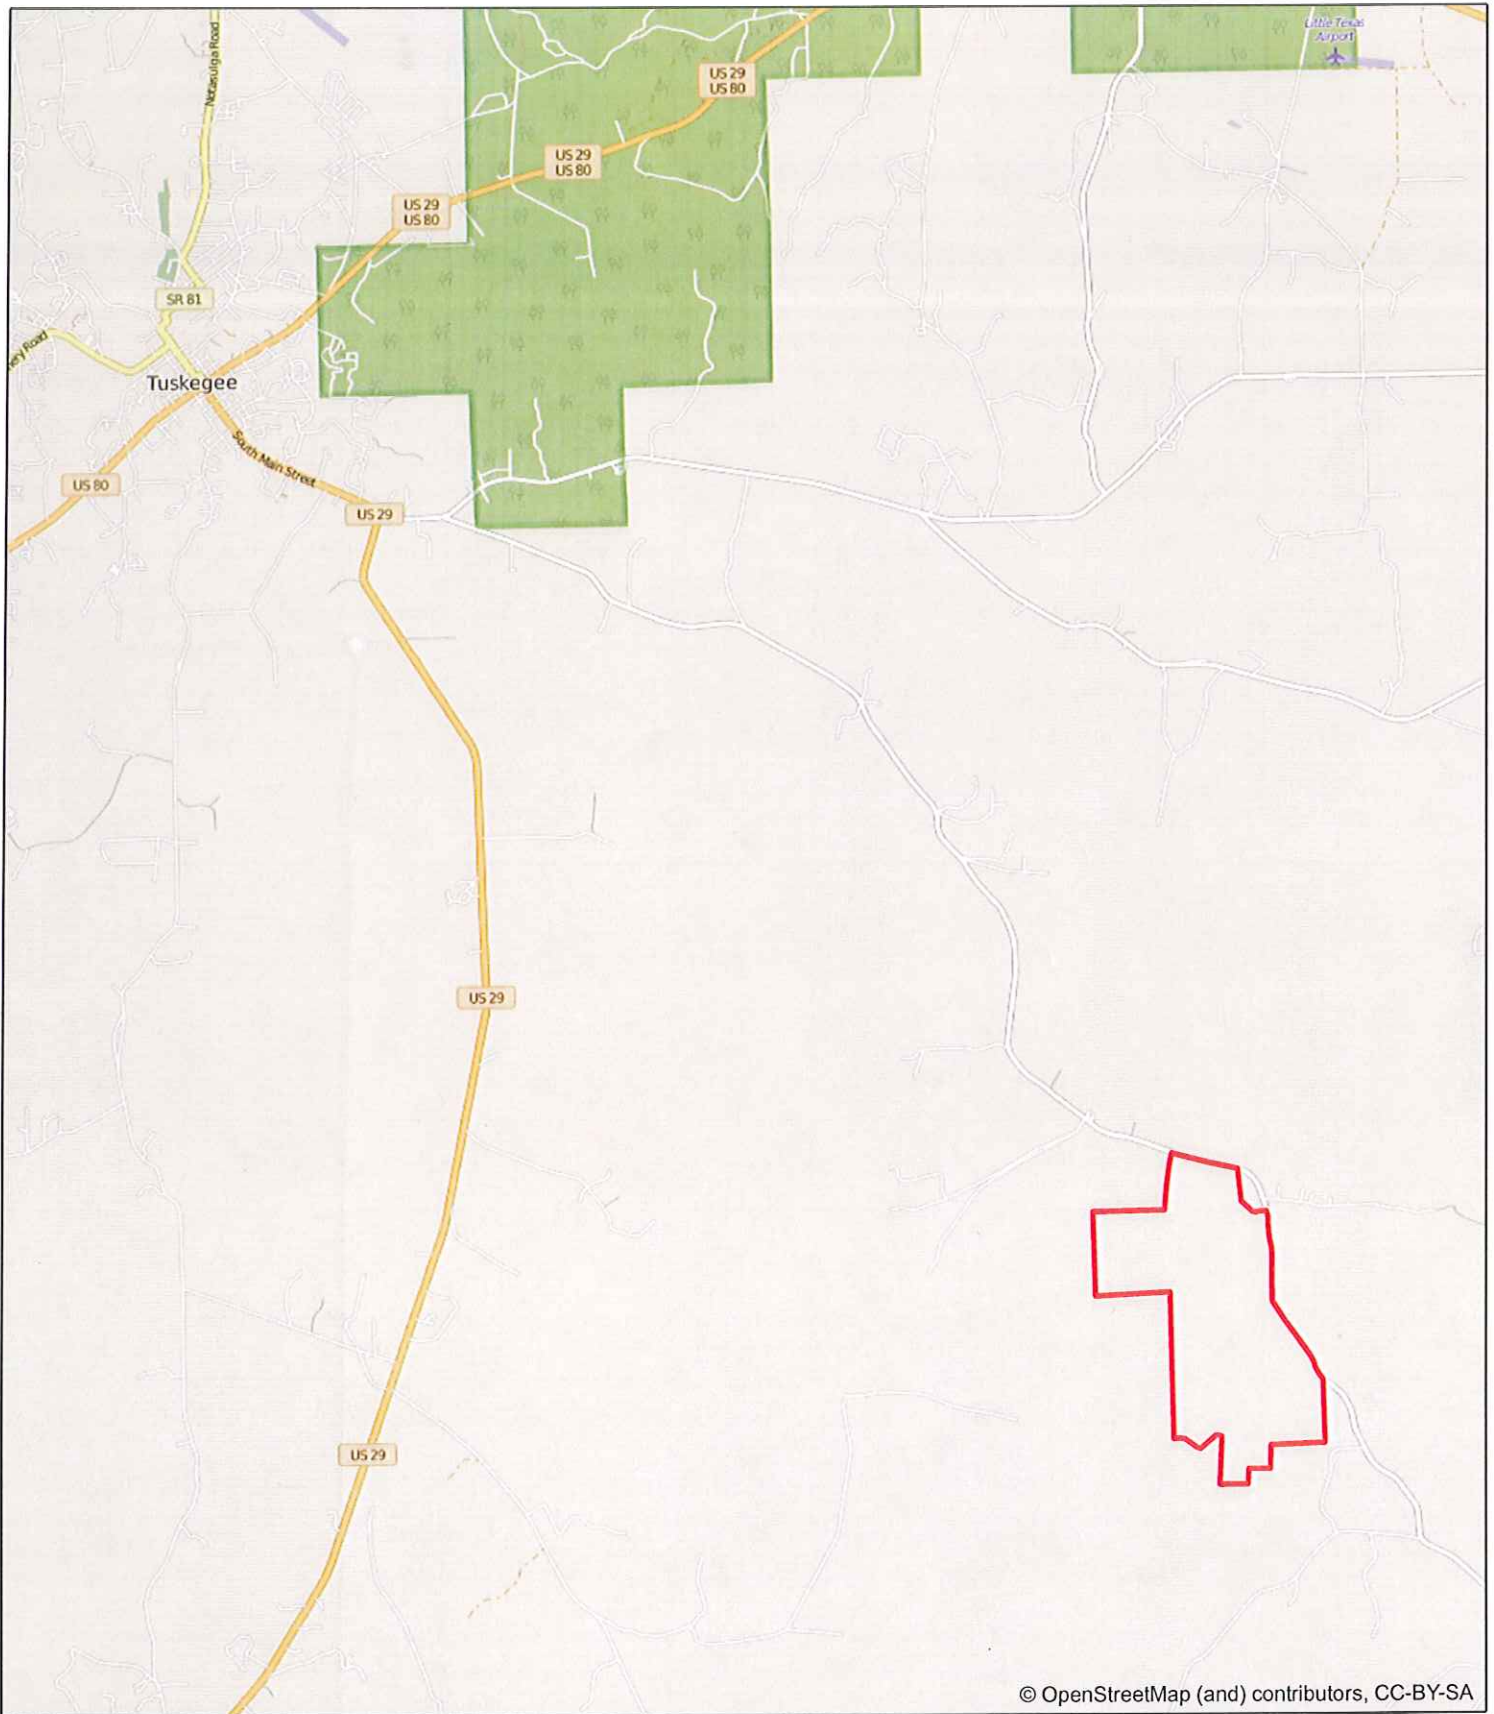 Little Texas
Airport
Notasulga Road
US 29
US 80
US 29
US 80
US 29
US 80
SR 81
Tuskegee
South Main Street
US 80
US 29
US 29
US 29
© OpenStreetMap (and) contributors, CC-BY-SA